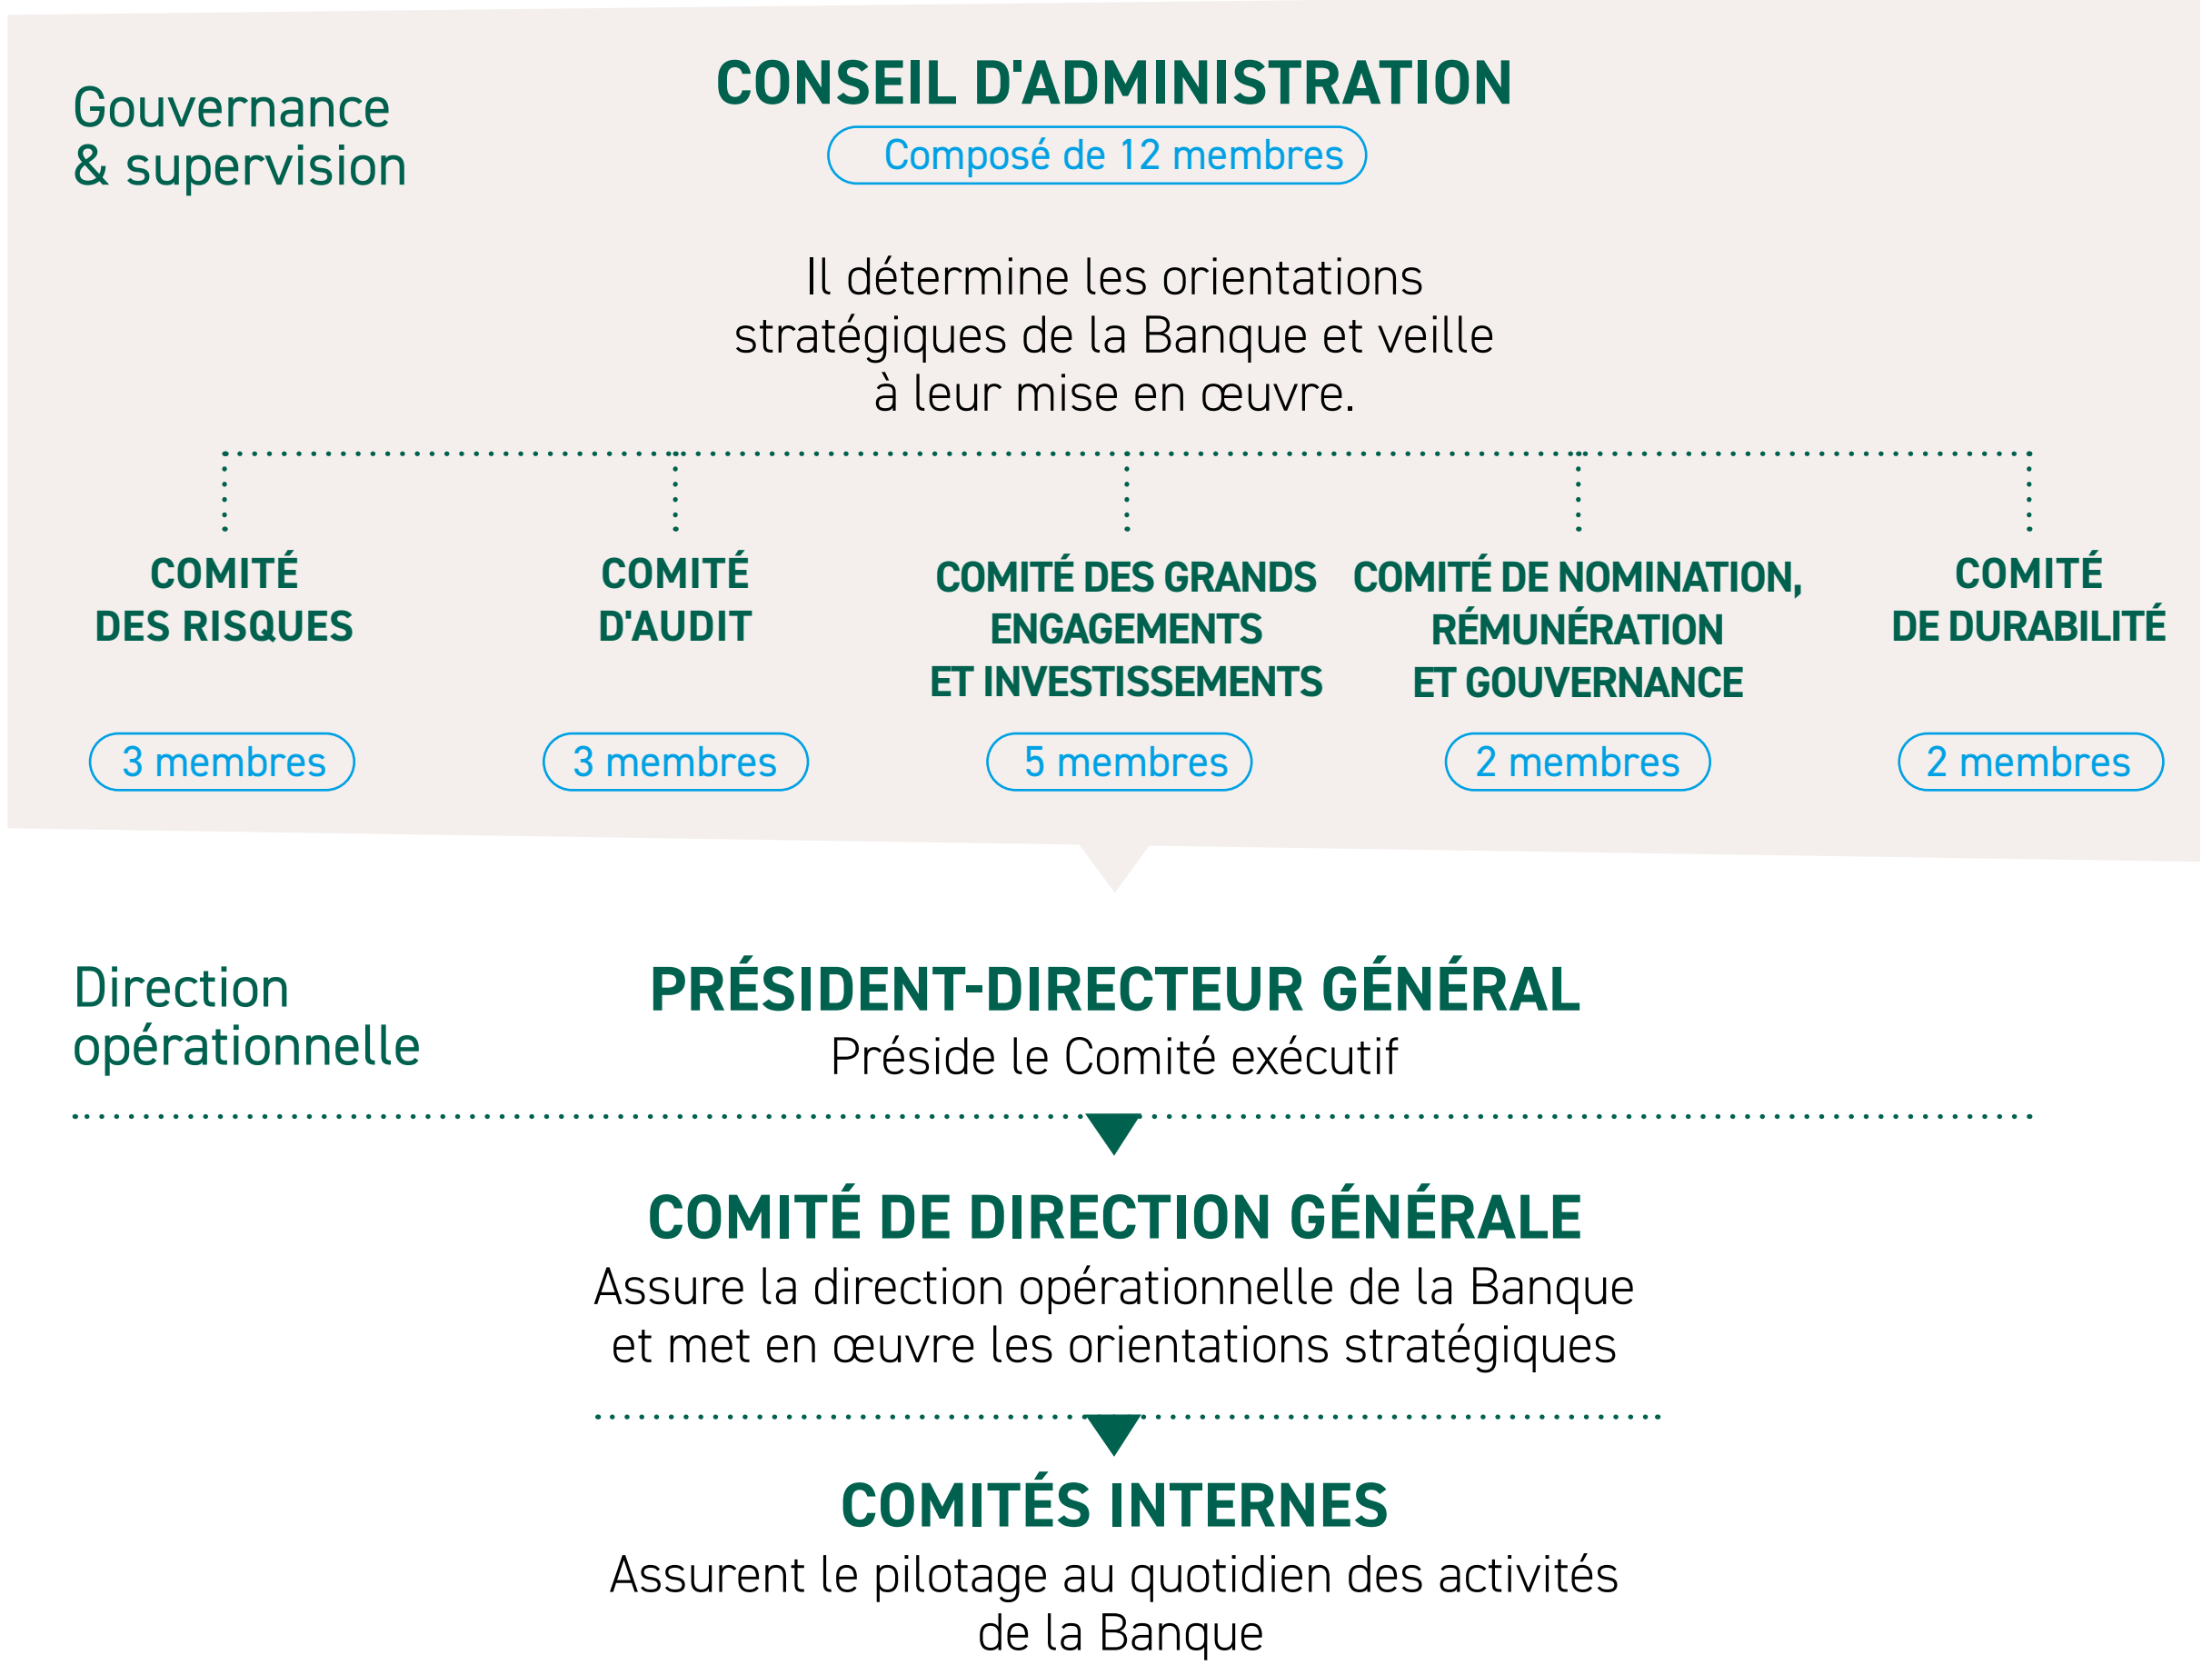 Gouvernance
& supervision
CONSEIL D'ADMINISTRATION
Composé de 12 membres
Il détermine les orientations
stratégiques de la Banque et veille
à leur mise en œuvre.
COMITÉ
DES RISQUES
3 membres
COMITÉ
D'AUDIT
3 membres
COMITÉ DES GRANDS
ENGAGEMENTS
ET INVESTISSEMENTS
5 membres
COMITÉ DE NOMINATION,
RÉMUNÉRATION
ET GOUVERNANCE
2 membres
COMITÉ
DE DURABILITÉ
2 membres
Direction
opérationnelle
PRÉSIDENT-DIRECTEUR GÉNÉRAL
Préside le Comité exécutif
COMITÉ DE DIRECTION GÉNÉRALE
Assure la direction opérationnelle de la Banque
et met en œuvre les orientations stratégiques
COMITÉS INTERNES
Assurent le pilotage au quotidien des activités
de la Banque